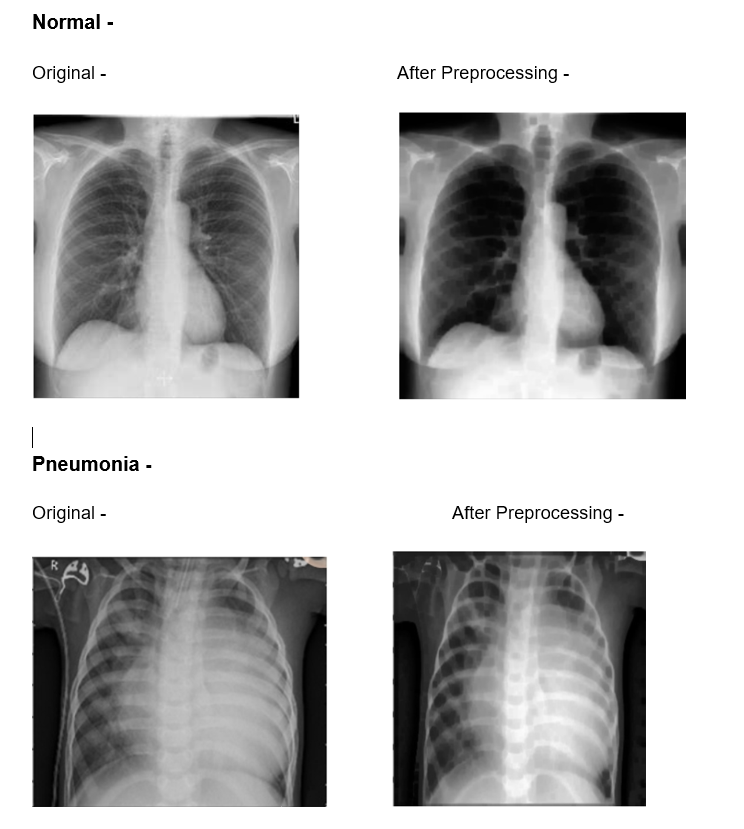 Normal -
Original -
After Preprocessing -
L
Pneumonia -
Original -
After Preprocessing -
R